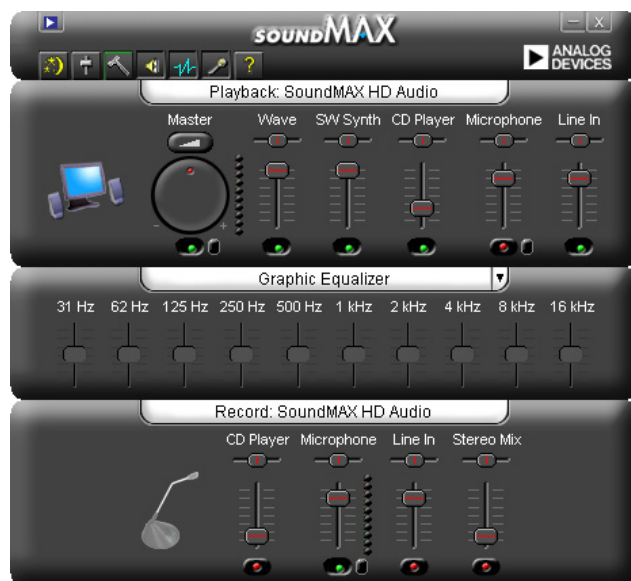 SOUNDMAX
?
ANALOG
DEVICES
Playback: SoundMAX HD Audio
Master Wave SW Synth CD Player Microphone Line In
- +
Graphic Equalizer
31 Hz 62 Hz 125 Hz 250 Hz 500 Hz 1 kHz 2 kHz 4 kHz 8 kHz 16 kHz
Record: SoundMAX HD Audio
CD Player Microphone Line In Stereo Mix